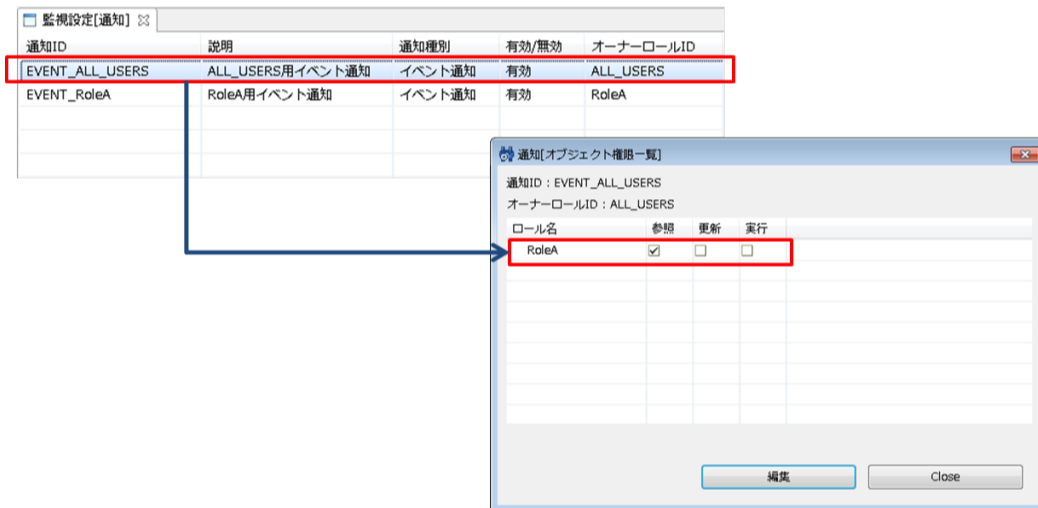 監視設定[通知]
通知ID 説明 通知種別 有効/無効 オーナーロールID
EVENT_ALL_USERS ALL_USERS用イベント通知 イベント通知 有効 ALL_USERS
EVENT_RoleA RoleA用イベント通知 イベント通知 有効 RoleA
通知[オブジェクト権限一覧]
通知ID : EVENT_ALL_USERS
オーナーロールID : ALL_USERS
ロール名 参照 更新 実行
RoleA
編集 Close